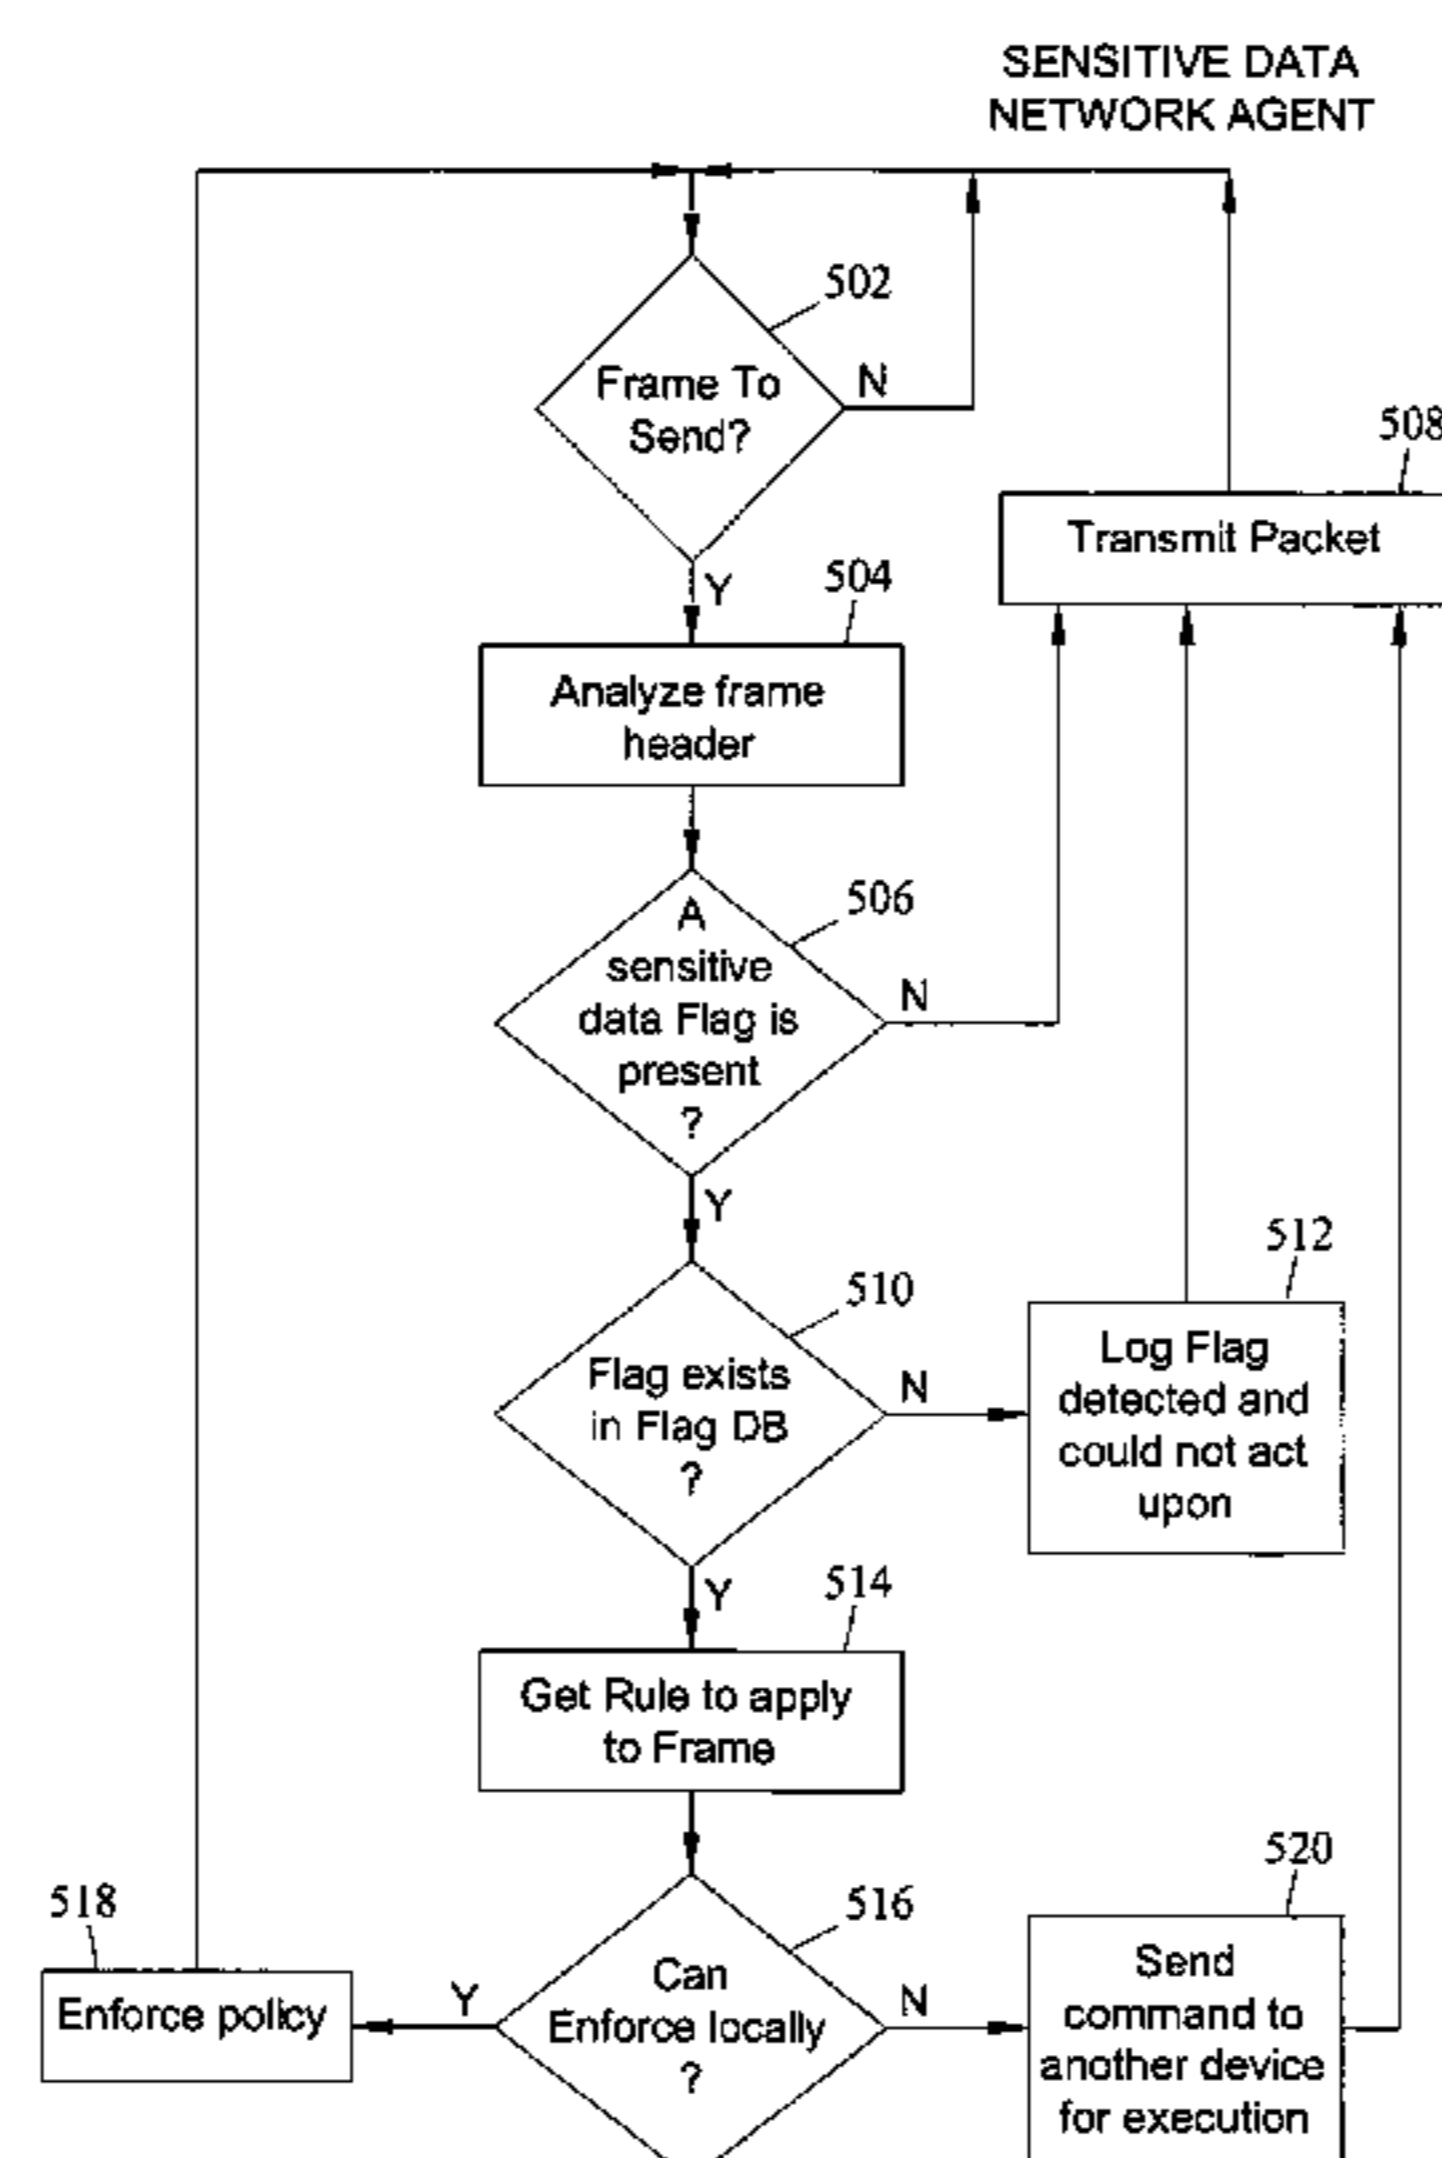 SENSITIVE DATA
NETWORK AGENT
502
Frame To
Send?
N
508
Transmit Packet
Y
504
Analyze frame
header
506
A
sensitive
data Flag is
present
?
N
Y
510
Flag exists
in Flag DB
?
N
512
Log Flag
detected and
could not act
upon
Y
514
Get Rule to apply
to Frame
516
Can
Enforce locally
?
Y
518
Enforce policy
N
520
Send
command to
another device
for execution